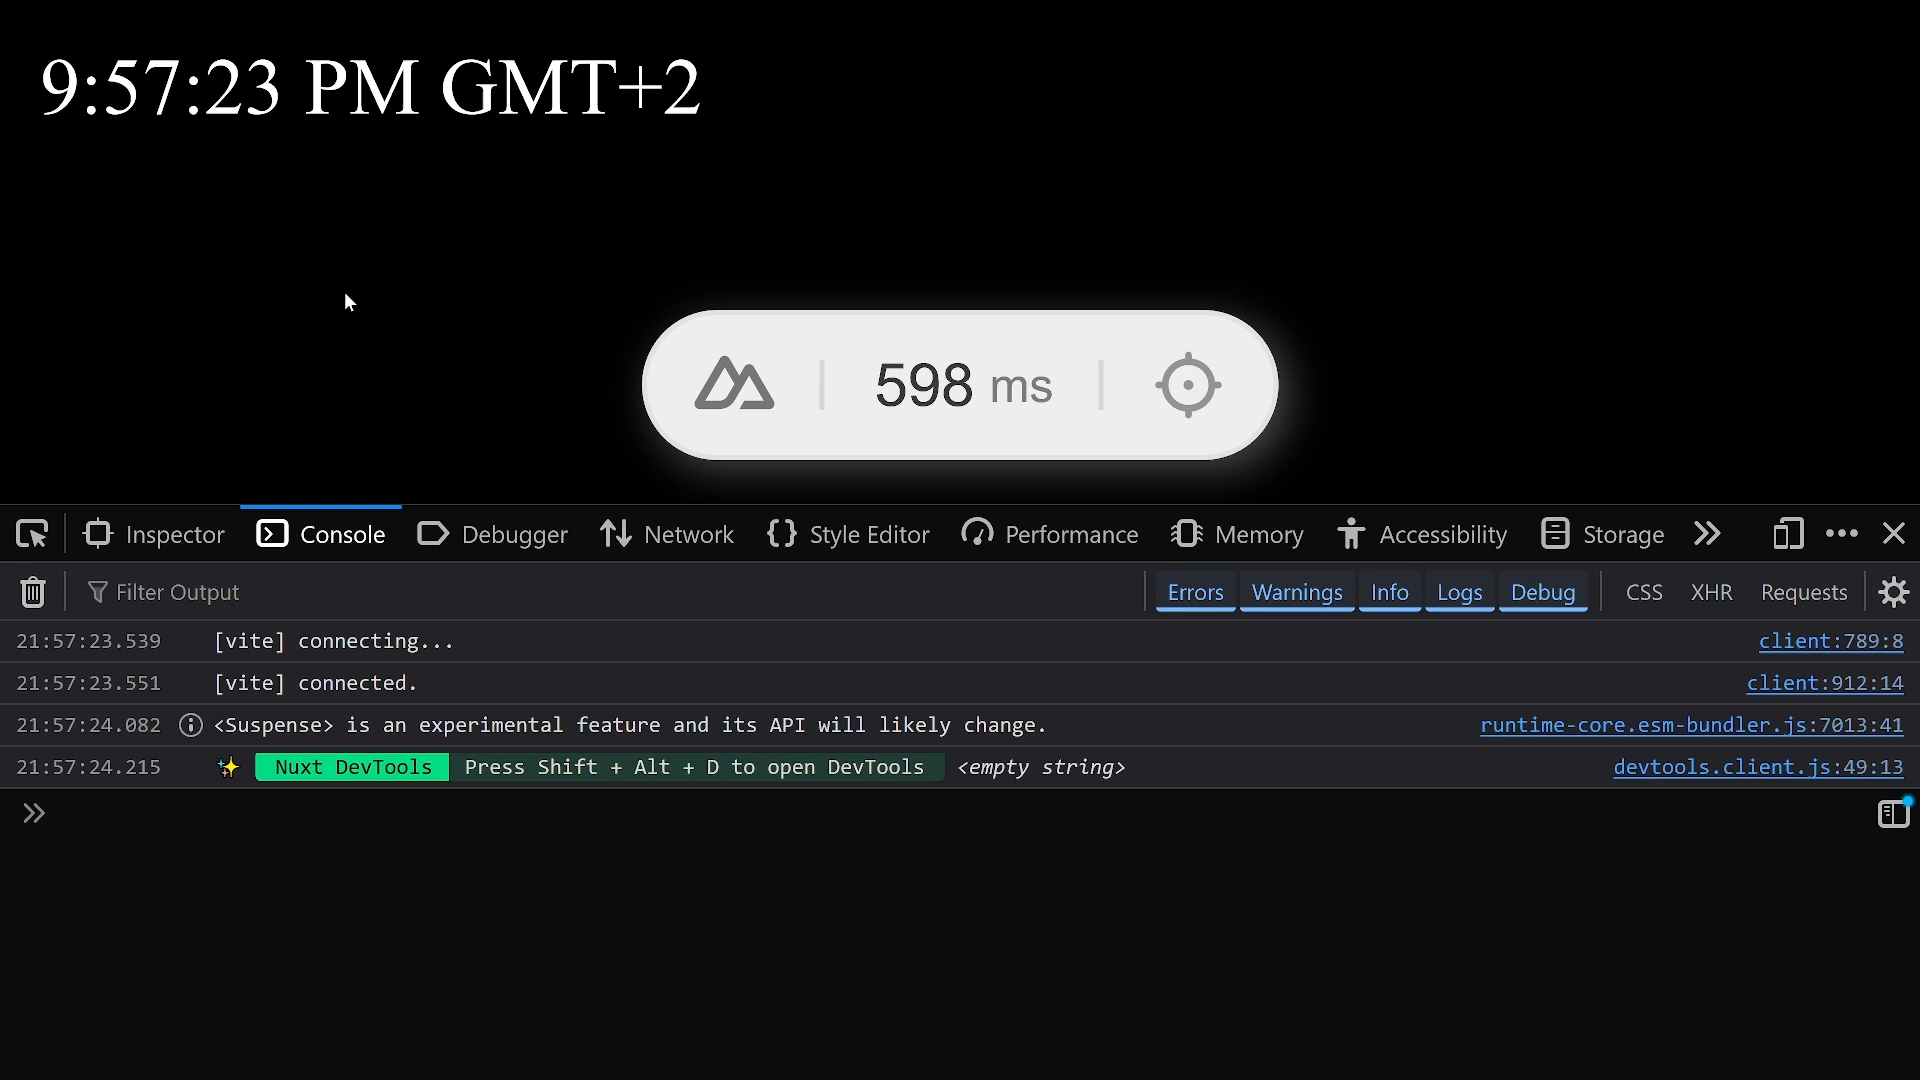 9:57:23 PM GMT+2
598 ms
Inspector Console Debugger Network Style Editor Performance Memory Accessibility Storage
Filter Output Errors Warnings Info Logs Debug CSS XHR Requests
21:57:23.539 [vite] connecting... client:789:8
21:57:23.551 [vite] connected. client:912:14
21:57:24.082 <Suspense> is an experimental feature and its API will likely change. runtime-core.esm-bundler.js:7013:41
21:57:24.215 ✨ Nuxt DevTools Press Shift + Alt + D to open DevTools <empty string> devtools.client.js:49:13